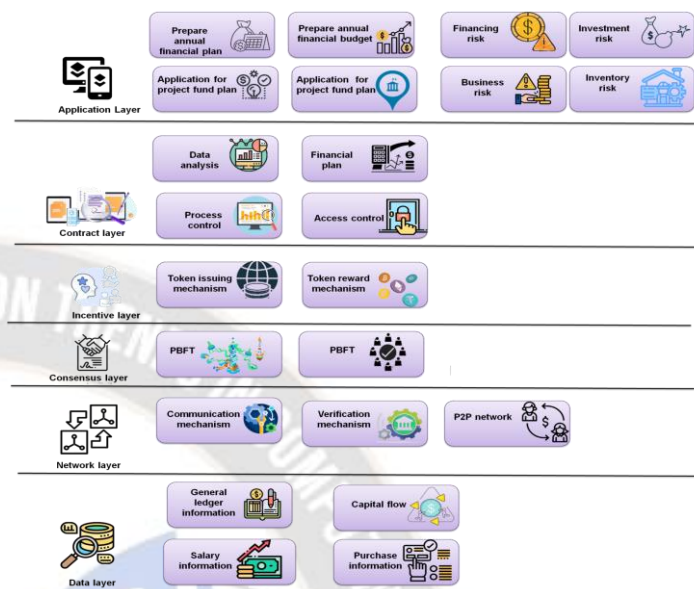 Prepare
annual
financial plan
Prepare annual
financial budget
Financing
risk
Investment
risk
Application for
project fund plan
Application for
project fund plan
Business
risk
Inventory
risk
Application Layer
Data
analysis
Financial
plan
Process
control
Access control
Contract layer
Token issuing
mechanism
Token reward
mechanism
Incentive layer
PBFT
PBFT
Consensus layer
Communication
mechanism
Verification
mechanism
P2P network
Network layer
General
ledger
information
Capital flow
Salary
information
Purchase
information
Data layer